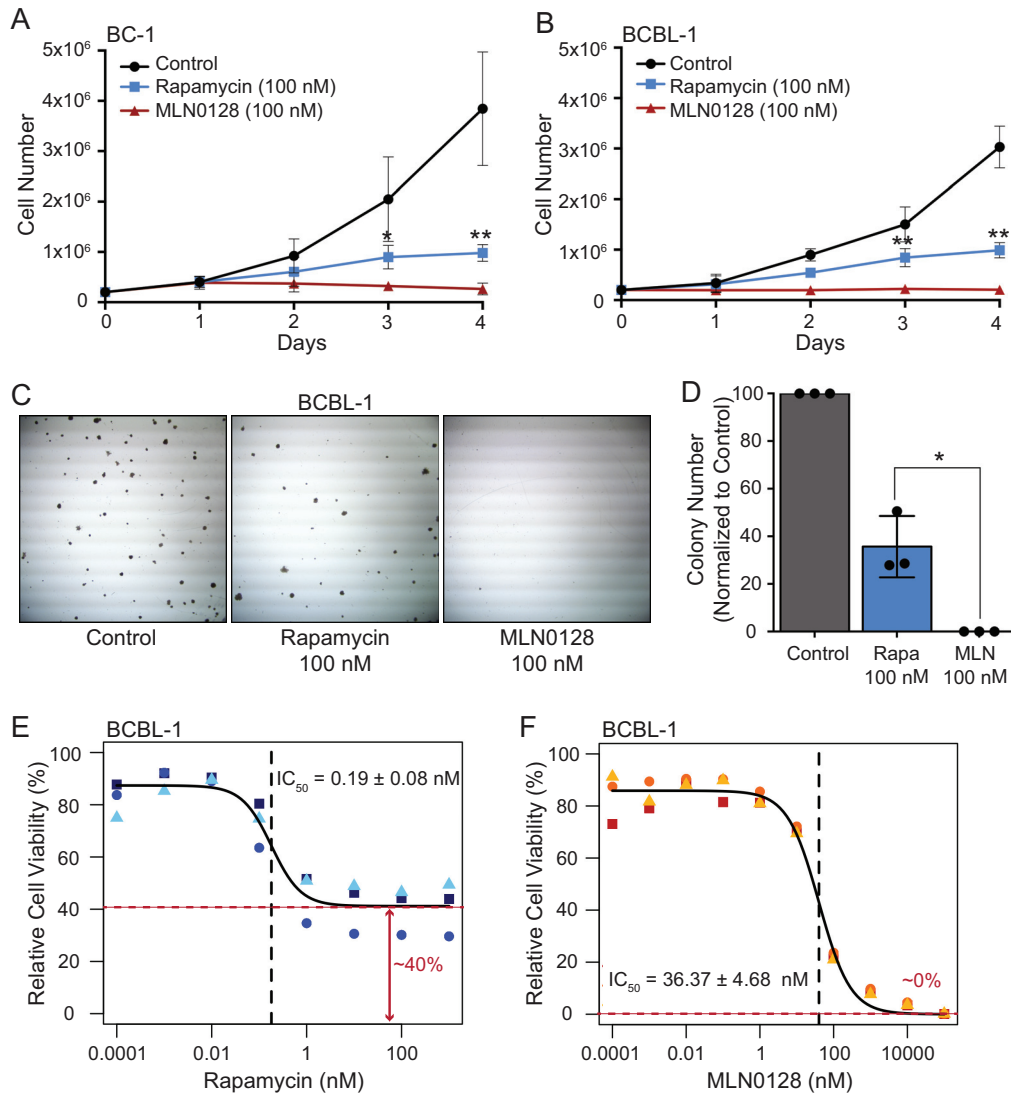 A
BC-1
5x10⁶
4x10⁶
3x10⁶
2x10⁶
1x10⁶
0
Cell Number
Control
Rapamycin (100 nM)
MLN0128 (100 nM)
*
**
0 1 2 3 4
Days
B
BCBL-1
5x10⁶
4x10⁶
3x10⁶
2x10⁶
1x10⁶
0
Cell Number
Control
Rapamycin (100 nM)
MLN0128 (100 nM)
**
**
0 1 2 3 4
Days
C
BCBL-1
Control
Rapamycin
100 nM
MLN0128
100 nM
D
Colony Number
(Normalized to Control)
100
80
60
40
20
0
*
Control
Rapa
100 nM
MLN
100 nM
E
BCBL-1
Relative Cell Viability (%)
100
80
60
40
20
0
IC₅₀ = 0.19 ± 0.08 nM
~40%
0.0001 0.01 1 100
Rapamycin (nM)
F
BCBL-1
Relative Cell Viability (%)
100
80
60
40
20
0
IC₅₀ = 36.37 ± 4.68 nM
~0%
0.0001 0.01 1 100 10000
MLN0128 (nM)